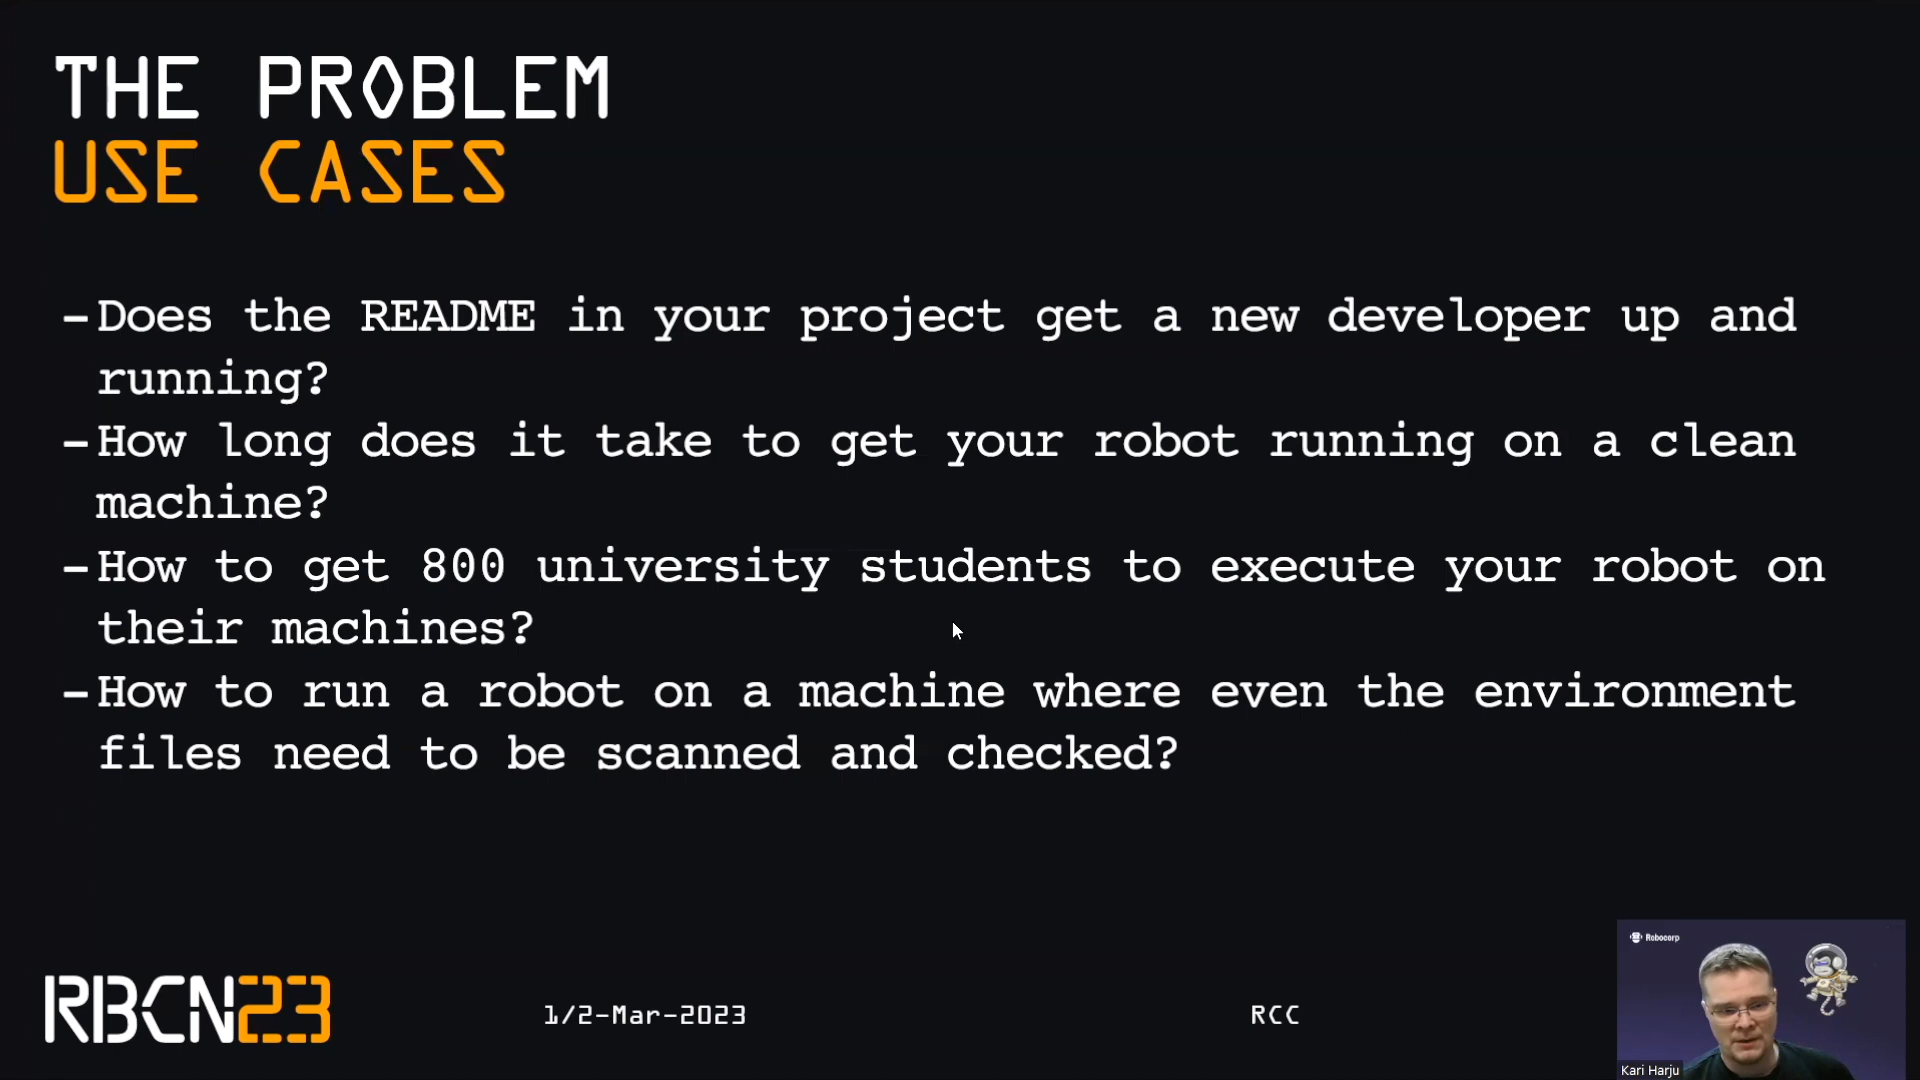 THE PROBLEM
USE CASES
-Does the README in your project get a new developer up and
running?
-How long does it take to get your robot running on a clean
machine?
-How to get 800 university students to execute your robot on
their machines?
-How to run a robot on a machine where even the environment
files need to be scanned and checked?
RBCN23
1/2-Mar-2023
RCC
Robocorp
Kari Harju